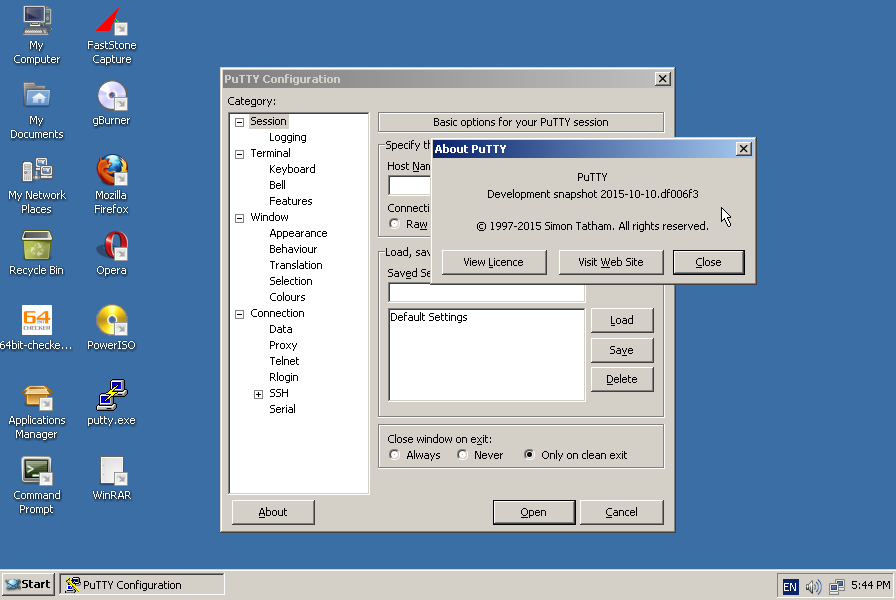 My
Computer
FastStone
Capture
My
Documents
gBurner
My Network
Places
Mozilla
Firefox
Recycle Bin
Opera
64
CHECKER
64bit-checke...
PowerISO
Applications
Manager
putty.exe
Command
Prompt
WinRAR
PuTTY Configuration
Category:
Session
Logging
Terminal
Keyboard
Bell
Features
Window
Appearance
Behaviour
Translation
Selection
Colours
Connection
Data
Proxy
Telnet
Rlogin
SSH
Serial
Basic options for your PuTTY session
Specify th
Host Nam
Connecti
Raw
Load, sav
Saved Se
Default Settings
Load
Save
Delete
Close window on exit:
Always Never Only on clean exit
About
Open
Cancel
About PuTTY
PuTTY
Development snapshot 2015-10-10.df006f3
© 1997-2015 Simon Tatham. All rights reserved.
View Licence
Visit Web Site
Close
Start
PuTTY Configuration
EN
5:44 PM